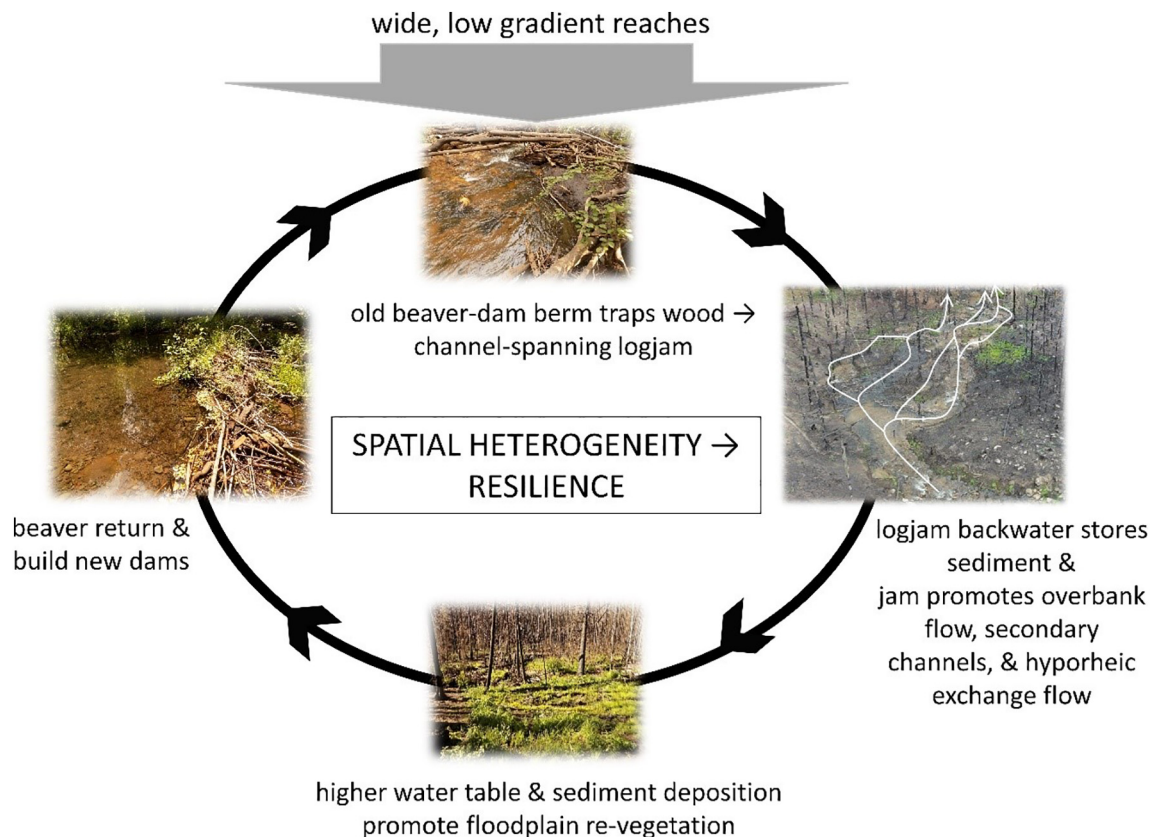 wide, low gradient reaches
old beaver-dam berm traps wood →
channel-spanning logjam
SPATIAL HETEROGENEITY →
RESILIENCE
logjam backwater stores
sediment &
jam promotes overbank
flow, secondary
channels, & hyporheic
exchange flow
higher water table & sediment deposition
promote floodplain re-vegetation
beaver return &
build new dams